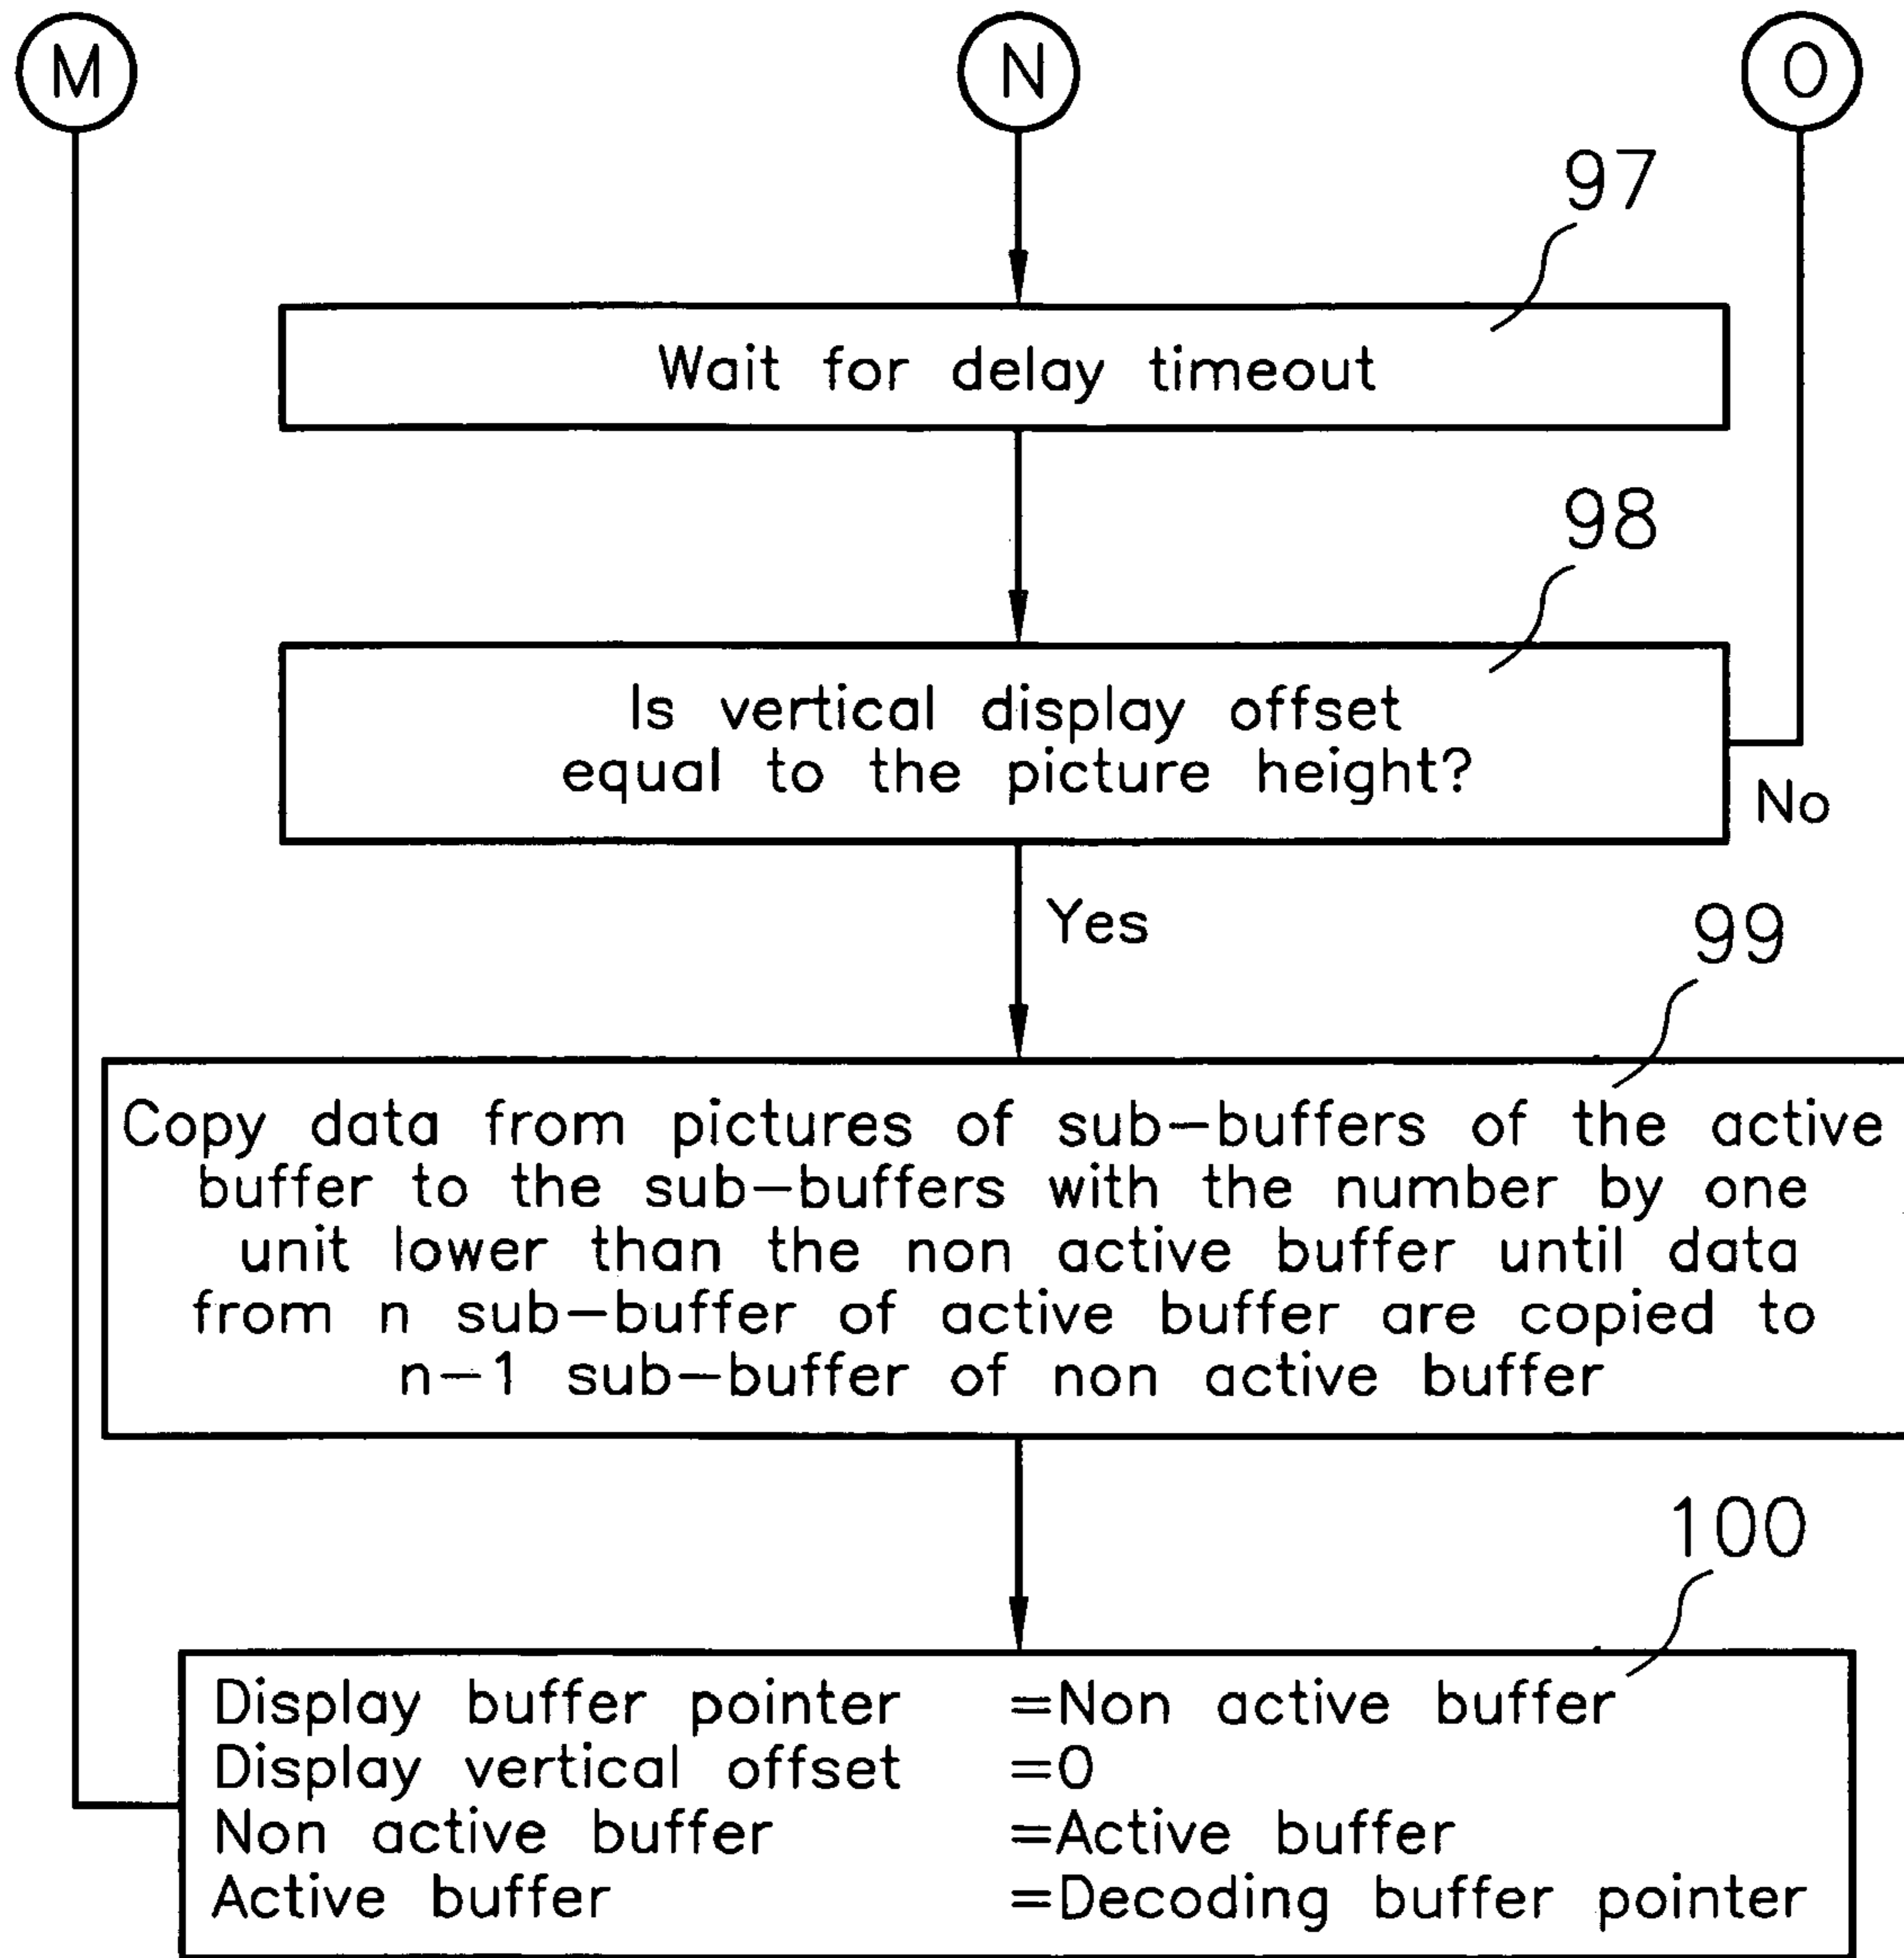 M
N
O
97
Wait for delay timeout
98
Is vertical display offset
equal to the picture height?
No
Yes
99
Copy data from pictures of sub-buffers of the active
buffer to the sub-buffers with the number by one
unit lower than the non active buffer until data
from n sub-buffer of active buffer are copied to
n-1 sub-buffer of non active buffer
100
Display buffer pointer =Non active buffer
Display vertical offset =0
Non active buffer =Active buffer
Active buffer =Decoding buffer pointer